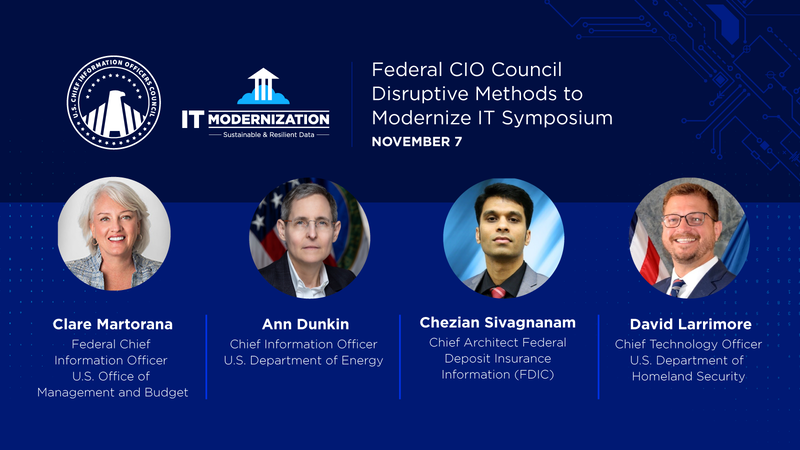 U.S. CHIEF INFORMATION OFFICERS COUNCIL
IT MODERNIZATION
Sustainable & Resilient Data
Federal CIO Council
Disruptive Methods to
Modernize IT Symposium
NOVEMBER 7
Clare Martorana
Federal Chief
Information Officer
U.S. Office of
Management and Budget
Ann Dunkin
Chief Information Officer
U.S. Department of Energy
Chezian Sivagnanam
Chief Architect Federal
Deposit Insurance
Information (FDIC)
David Larrimore
Chief Technology Officer
U.S. Department of
Homeland Security